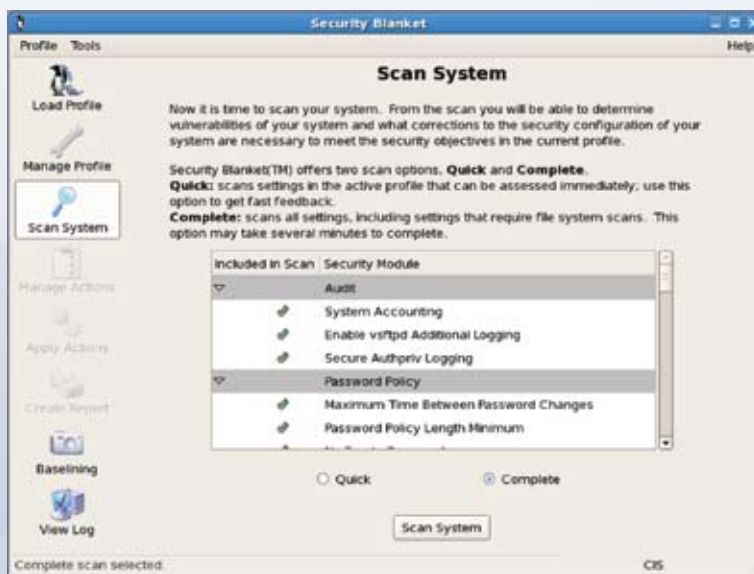 Security Blanket
Profile Tools Help
Load Profile
Manage Profile
Scan System
Manage Actions
Apply Actions
Create Report
Baselining
View Log
Scan System
Now it is time to scan your system. From the scan you will be able to determine
vulnerabilities of your system and what corrections to the security configuration of your
system are necessary to meet the security objectives in the current profile.
Security Blanket(TM) offers two scan options, Quick and Complete.
Quick: scans settings in the active profile that can be assessed immediately; use this
option to get fast feedback.
Complete: scans all settings, including settings that require file system scans. This
option may take several minutes to complete.
Included in Scan Security Module
Audit
System Accounting
Enable vsftpd Additional Logging
Secure Authpriv Logging
Password Policy
Maximum Time Between Password Changes
Password Policy Length Minimum
Quick Complete
Scan System
Complete scan selected. CIS